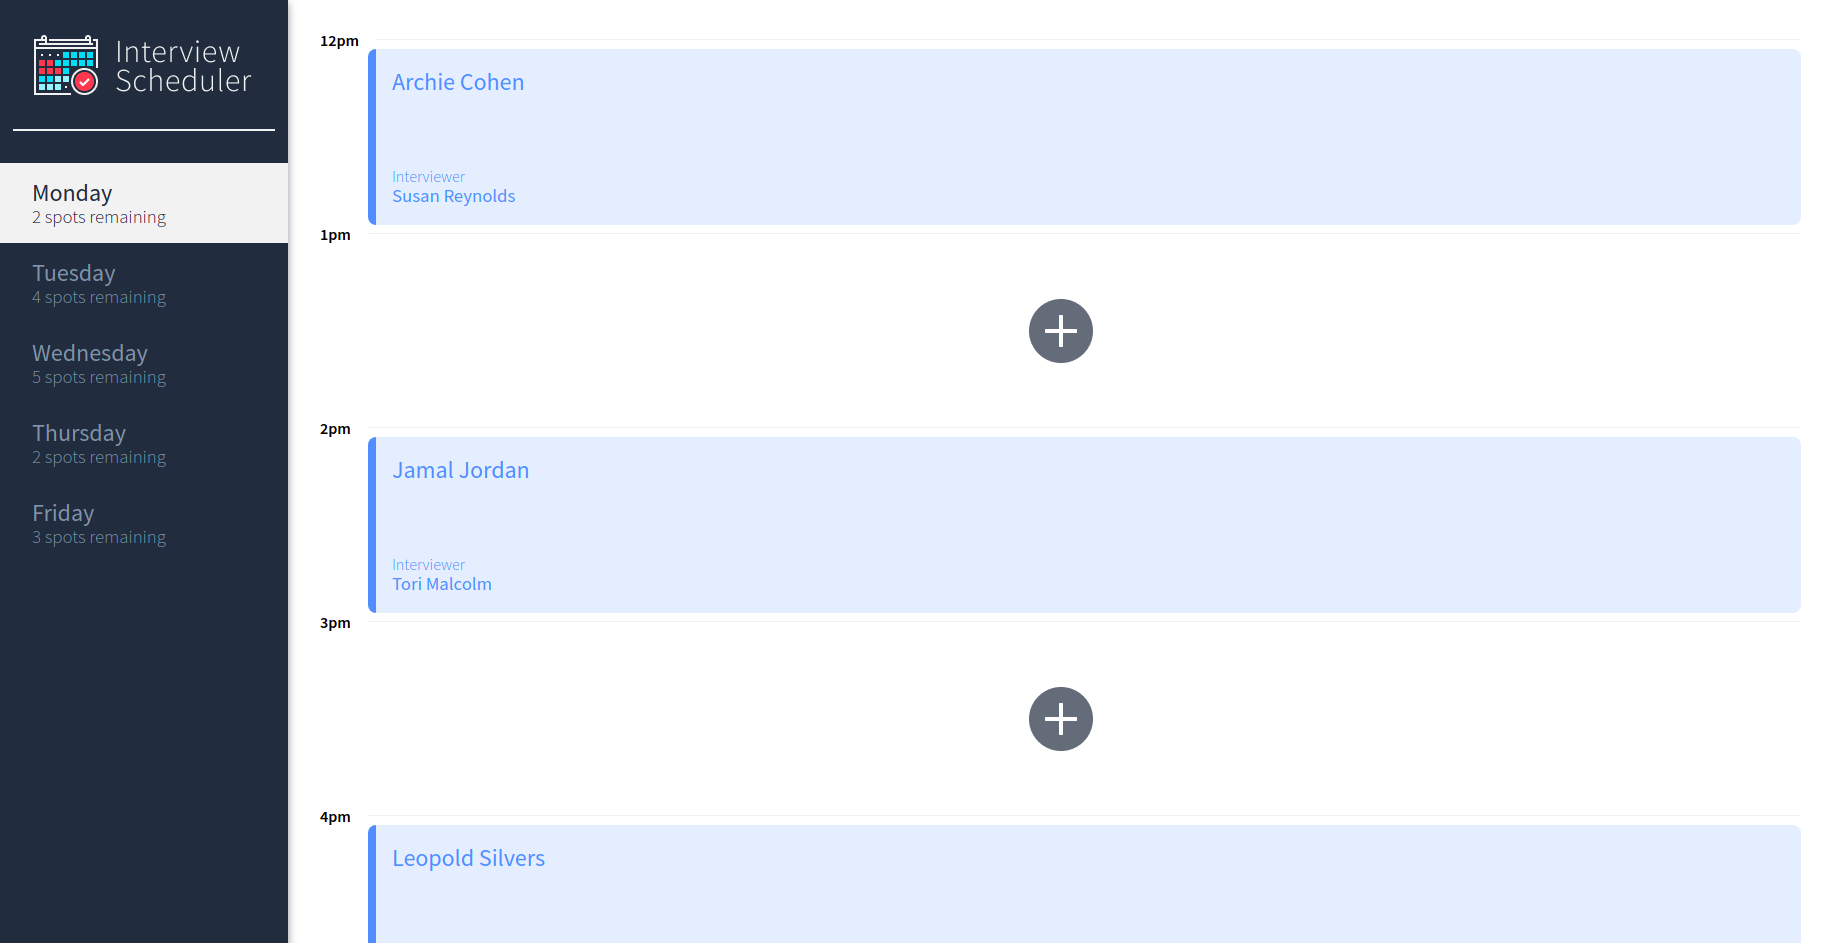 Interview
Scheduler
Monday
2 spots remaining
Tuesday
4 spots remaining
Wednesday
5 spots remaining
Thursday
2 spots remaining
Friday
3 spots remaining
12pm
Archie Cohen
Interviewer
Susan Reynolds
1pm
2pm
Jamal Jordan
Interviewer
Tori Malcolm
3pm
4pm
Leopold Silvers